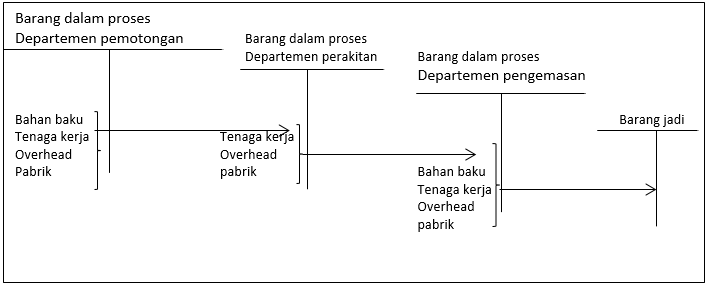 Barang dalam proses
Departemen pemotongan
Barang dalam proses
Departemen perakitan
Barang dalam proses
Departemen pengemasan
Barang jadi
Bahan baku
Tenaga kerja
Overhead
Pabrik
Tenaga kerja
Overhead
pabrik
Bahan baku
Tenaga kerja
Overhead
pabrik